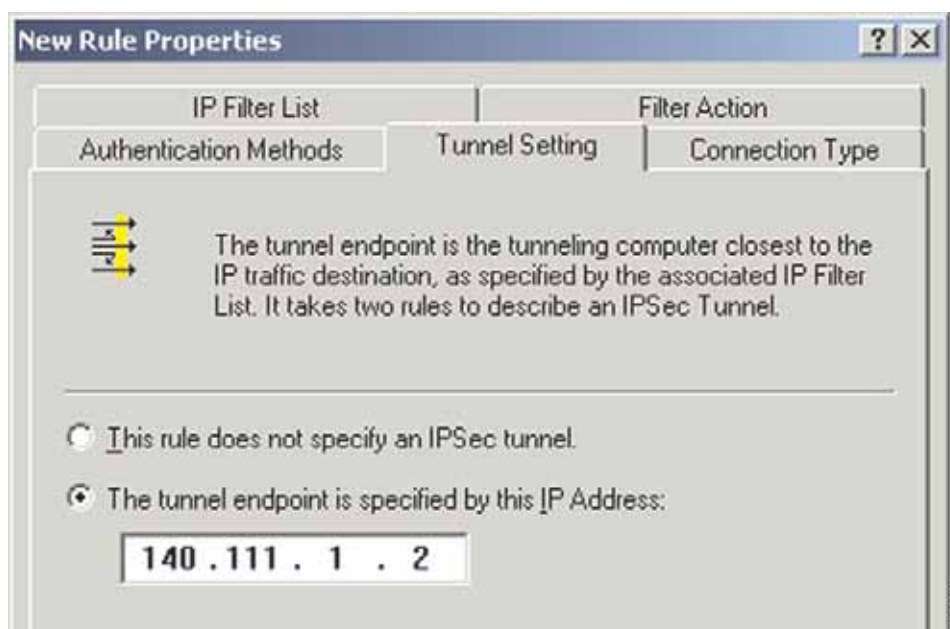 New Rule Properties
IP Filter List
Filter Action
Authentication Methods
Tunnel Setting
Connection Type
The tunnel endpoint is the tunneling computer closest to the
IP traffic destination, as specified by the associated IP Filter
List. It takes two rules to describe an IPSec Tunnel.
This rule does not specify an IPSec tunnel.
The tunnel endpoint is specified by this IP Address:
140 . 111 . 1 . 2